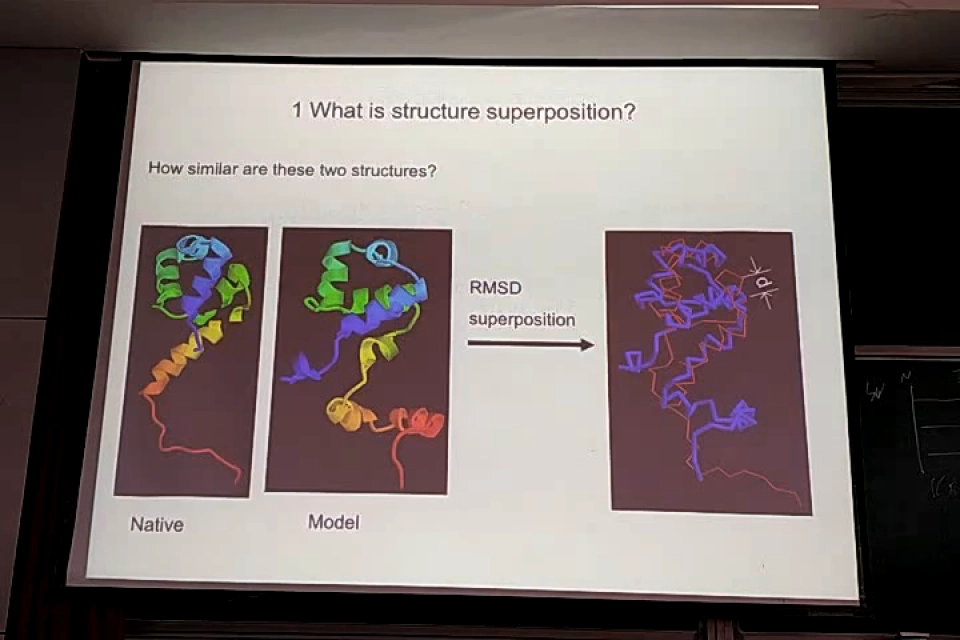 1 What is structure superposition?
How similar are these two structures?
RMSD
superposition
d
Native
Model
N